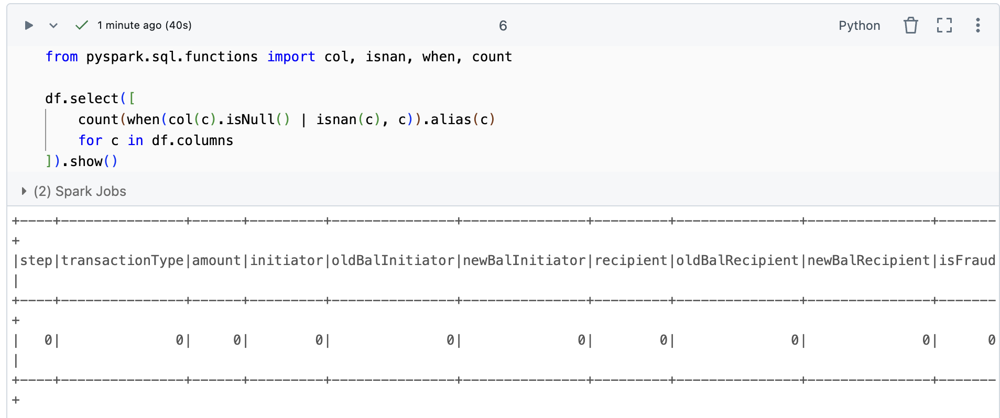 1 minute ago (40s)
6
Python
from pyspark.sql.functions import col, isnan, when, count
df.select([
    count(when(col(c).isNull() | isnan(c), c)).alias(c)
    for c in df.columns
]).show()
(2) Spark Jobs
+----+---------------+------+---------+---------------+---------------+---------+---------------+---------------+-------
+
|step|transactionType|amount|initiator|oldBalInitiator|newBalInitiator|recipient|oldBalRecipient|newBalRecipient|isFraud
|
+----+---------------+------+---------+---------------+---------------+---------+---------------+---------------+-------
+
|   0|              0|     0|        0|              0|              0|        0|              0|              0|      0
|
+----+---------------+------+---------+---------------+---------------+---------+---------------+---------------+-------
+